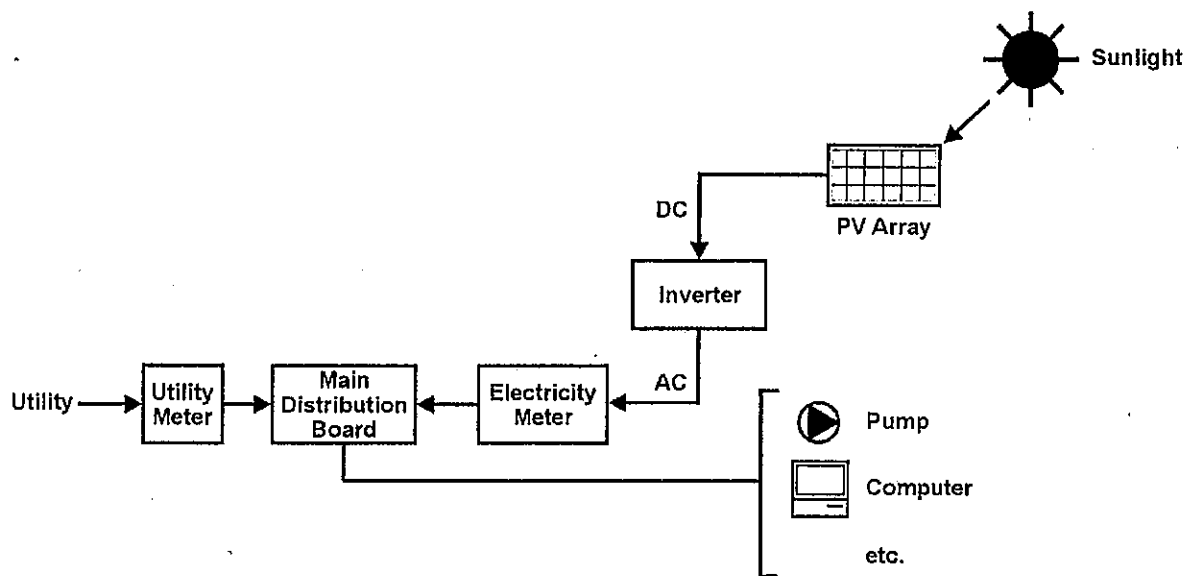 Sunlight
PV Array
DC
Inverter
AC
Utility
Utility
Meter
Main
Distribution
Board
Electricity
Meter
Pump
Computer
etc.